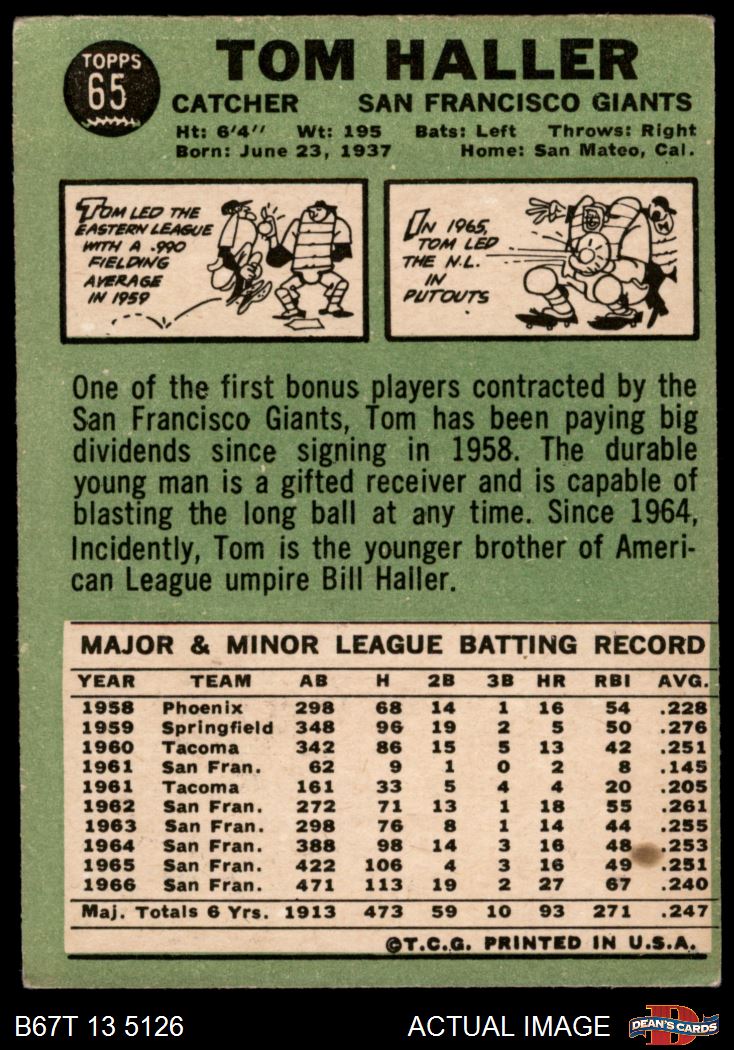 TOPPS
65
TOM HALLER
CATCHER SAN FRANCISCO GIANTS
Ht: 6'4" Wt: 195 Bats: Left Throws: Right
Born: June 23, 1937 Home: San Mateo, Cal.
TOM LED THE
EASTERN LEAGUE
WITH A .990
FIELDING
AVERAGE
IN 1959
IN 1965,
TOM LED
THE N.L.
IN
PUTOUTS
One of the first bonus players contracted by the
San Francisco Giants, Tom has been paying big
dividends since signing in 1958. The durable
young man is a gifted receiver and is capable of
blasting the long ball at any time. Since 1964,
Incidently, Tom is the younger brother of Ameri-
can League umpire Bill Haller.
MAJOR & MINOR LEAGUE BATTING RECORD
YEAR TEAM AB H 2B 3B HR RBI AVG.
1958 Phoenix 298 68 14 1 16 54 .228
1959 Springfield 348 96 19 2 5 50 .276
1960 Tacoma 342 86 15 5 13 42 .251
1961 San Fran. 62 9 1 0 2 8 .145
1961 Tacoma 161 33 5 4 4 20 .205
1962 San Fran. 272 71 13 1 18 55 .261
1963 San Fran. 298 76 8 1 14 44 .255
1964 San Fran. 388 98 14 3 16 48 .253
1965 San Fran. 422 106 4 3 16 49 .251
1966 San Fran. 471 113 19 2 27 67 .240
Maj. Totals 6 Yrs. 1913 473 59 10 93 271 .247
©T.C.G. PRINTED IN U.S.A.
B67T 13 5126 ACTUAL IMAGE DEAN'S CARDS